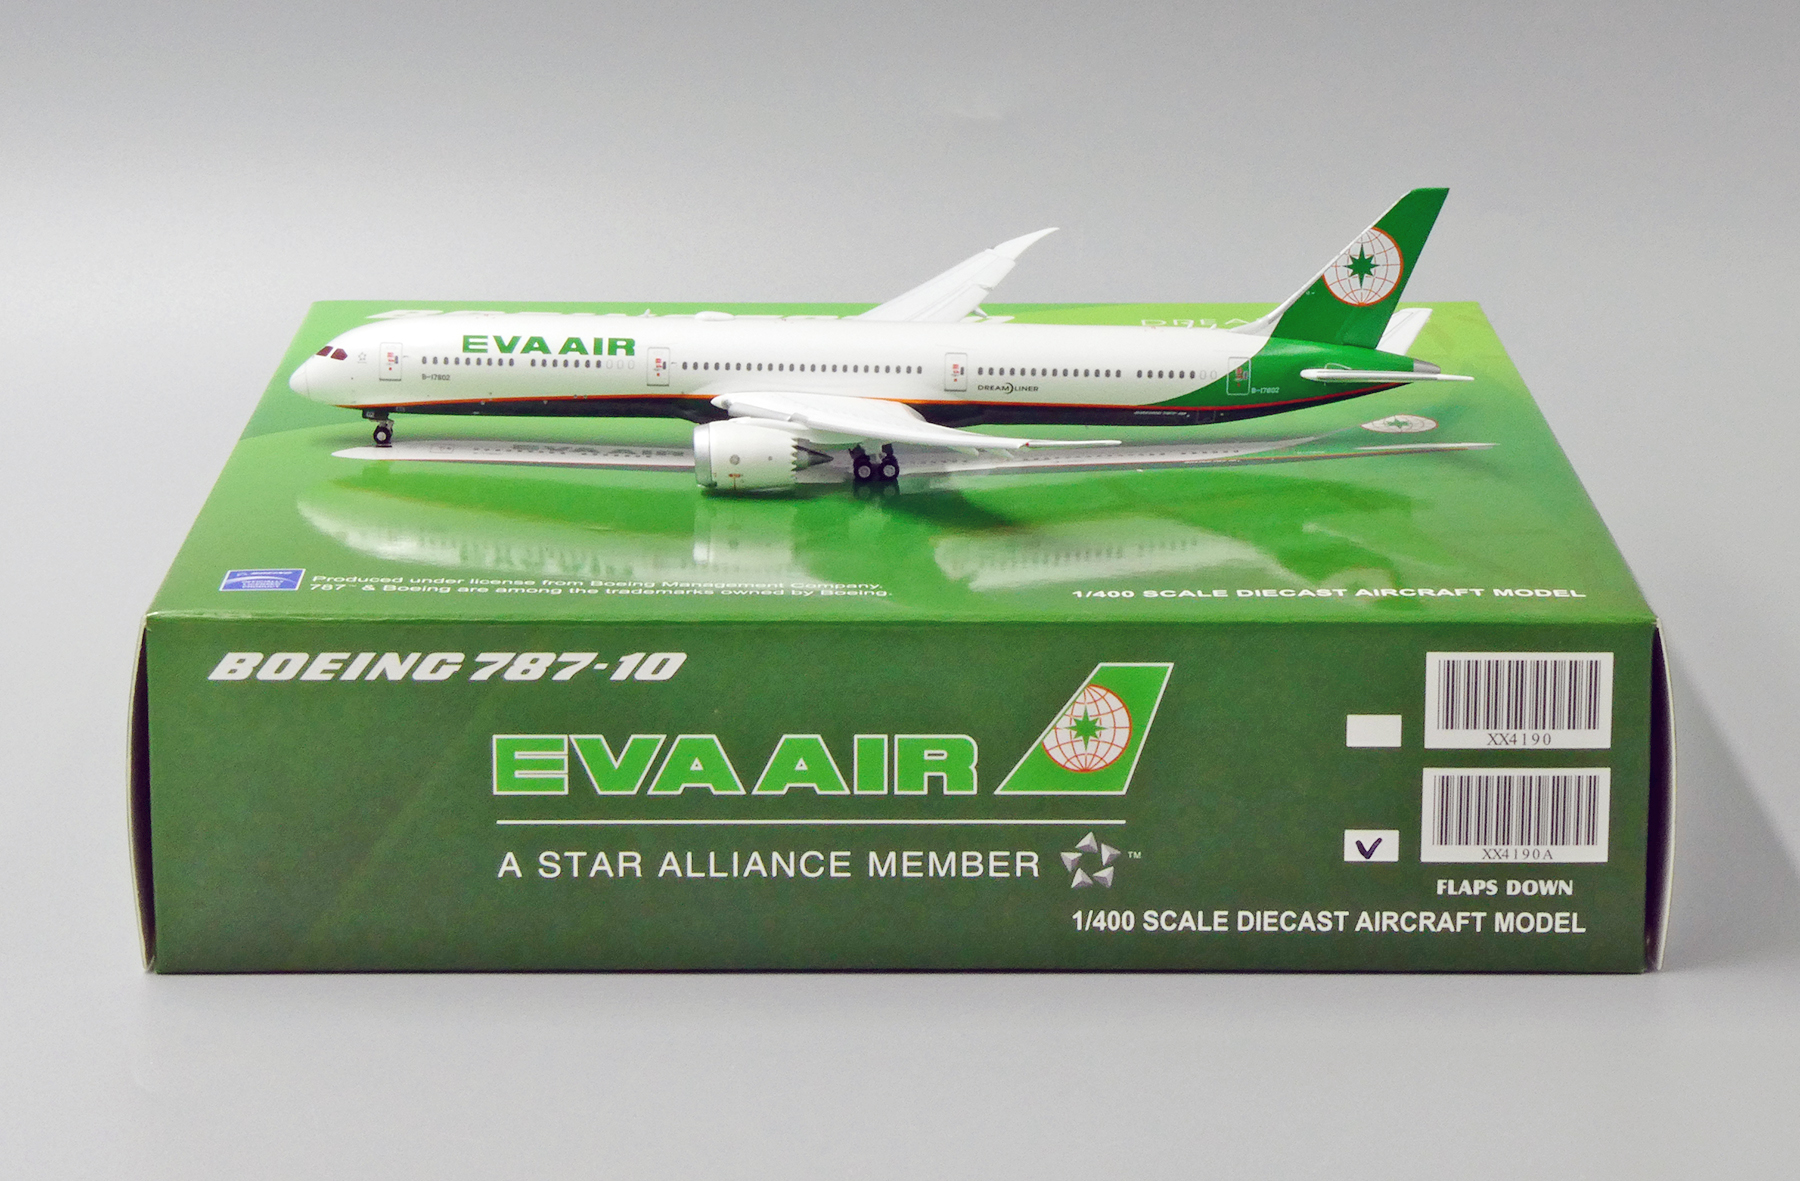 EVA AIR
B-17802
DREAMLINER
B-17802
Produced under license from Boeing Management Company.
787™ & Boeing are among the trademarks owned by Boeing.
1/400 SCALE DIECAST AIRCRAFT MODEL
BOEING 787-10
EVA AIR
A STAR ALLIANCE MEMBER ™
XX4190
XX4190A
FLAPS DOWN
1/400 SCALE DIECAST AIRCRAFT MODEL